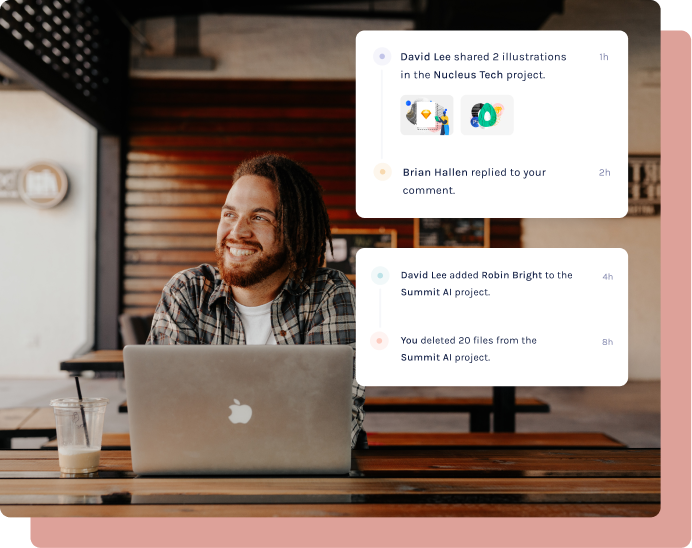 David Lee shared 2 illustrations 1h
in the Nucleus Tech project.
Brian Hallen replied to your 2h
comment.
David Lee added Robin Bright to the 4h
Summit AI project.
You deleted 20 files from the 8h
Summit AI project.